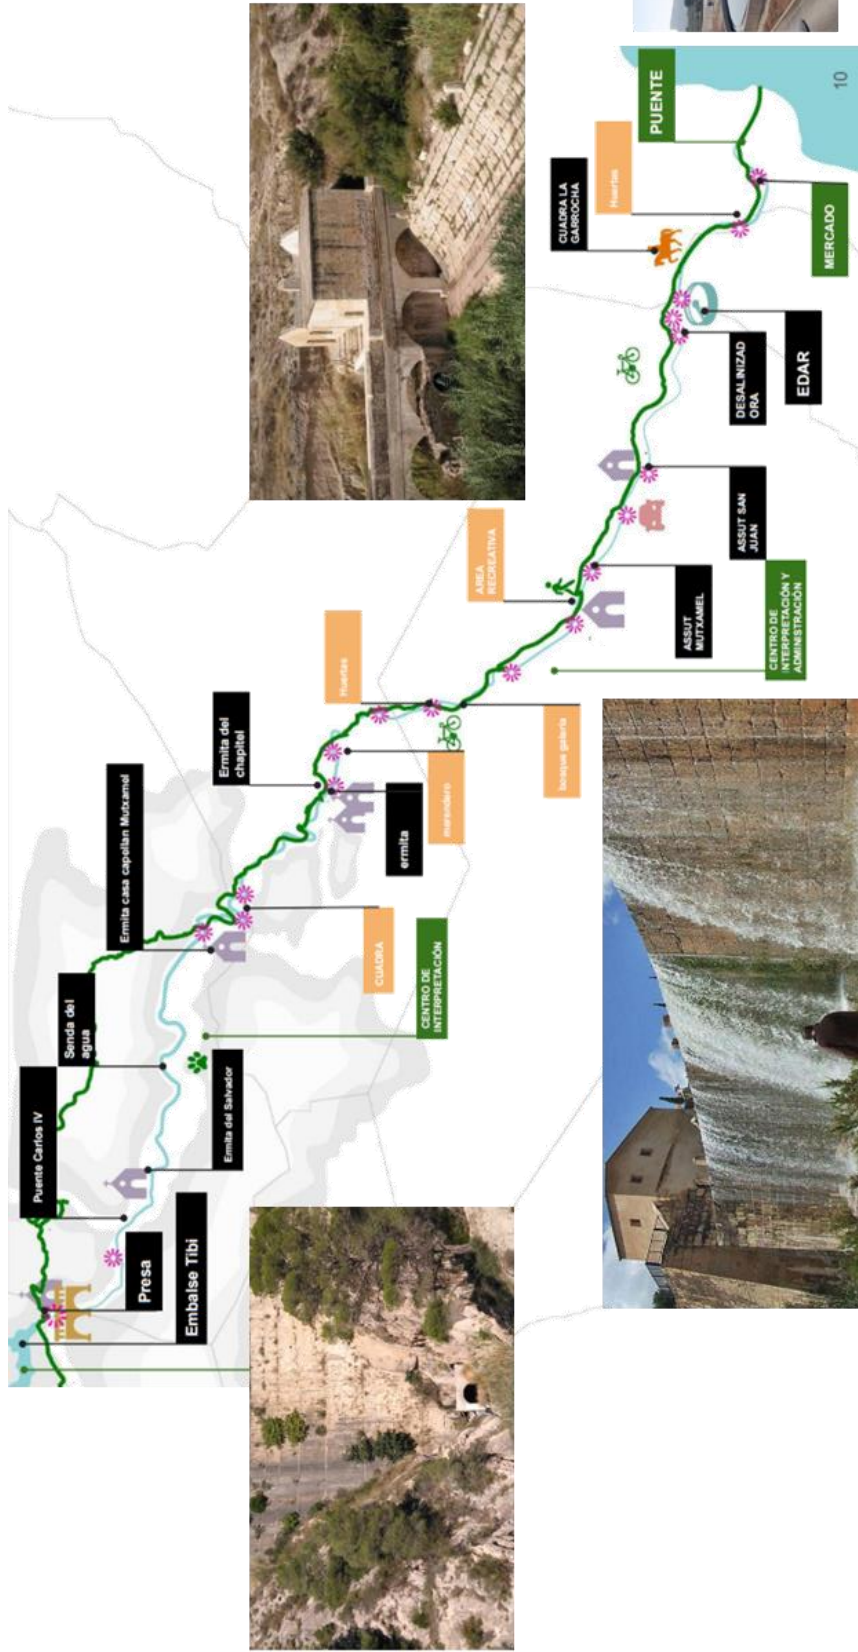 Embalse Tibi
Presa
Puente Carlos IV
Ermita del Salvador
Senda del
agua
CENTRO DE
INTERPRETACIÓN
Ermita casa capellan Mutxamel
CUADRA
Ermita del
chapitel
ermita
merendero
Huertas
bosque galería
AREA
RECREATIVA
CENTRO DE
INTERPRETACIÓN Y
ADMINISTRACIÓN
ASSUT
MUTXAMEL
ASSUT SAN
JUAN
DESALINIZAD
ORA
EDAR
CUADRA LA
GARROCHA
Huertas
MERCADO
PUENTE
10